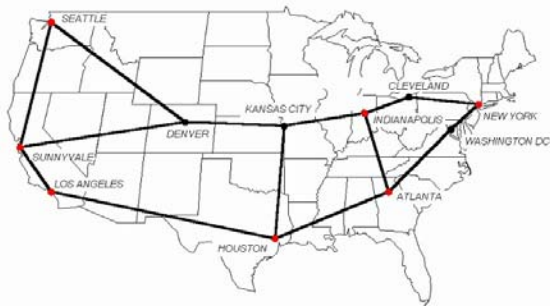 SEATTLE
CLEVELAND
KANSAS CITY
NEW YORK
INDIANAPOLIS
DENVER
WASHINGTON DC
SUNNYVALE
LOS ANGELES
ATLANTA
HOUSTON